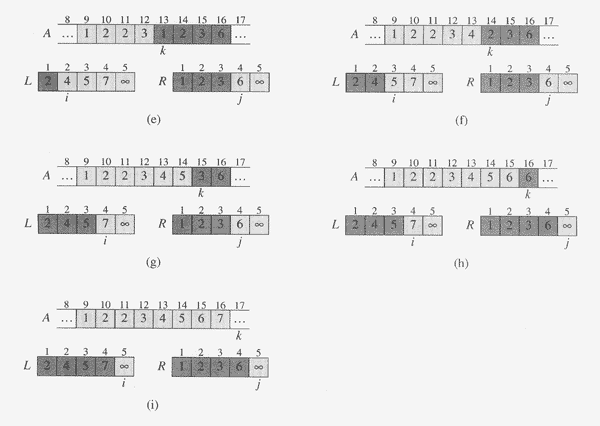 8 9 10 11 12 13 14 15 16 17
A ... 1 2 2 3 1 2 3 6 ...
k
1 2 3 4 5
L 2 4 5 7 ∞
i
1 2 3 4 5
R 1 2 3 6 ∞
j
(e)
8 9 10 11 12 13 14 15 16 17
A ... 1 2 2 3 4 2 3 6 ...
k
1 2 3 4 5
L 2 4 5 7 ∞
i
1 2 3 4 5
R 1 2 3 6 ∞
j
(f)
8 9 10 11 12 13 14 15 16 17
A ... 1 2 2 3 4 5 3 6 ...
k
1 2 3 4 5
L 2 4 5 7 ∞
i
1 2 3 4 5
R 1 2 3 6 ∞
j
(g)
8 9 10 11 12 13 14 15 16 17
A ... 1 2 2 3 4 5 6 6 ...
k
1 2 3 4 5
L 2 4 5 7 ∞
i
1 2 3 4 5
R 1 2 3 6 ∞
j
(h)
8 9 10 11 12 13 14 15 16 17
A ... 1 2 2 3 4 5 6 7 ...
k
1 2 3 4 5
L 2 4 5 7 ∞
i
1 2 3 4 5
R 1 2 3 6 ∞
j
(i)